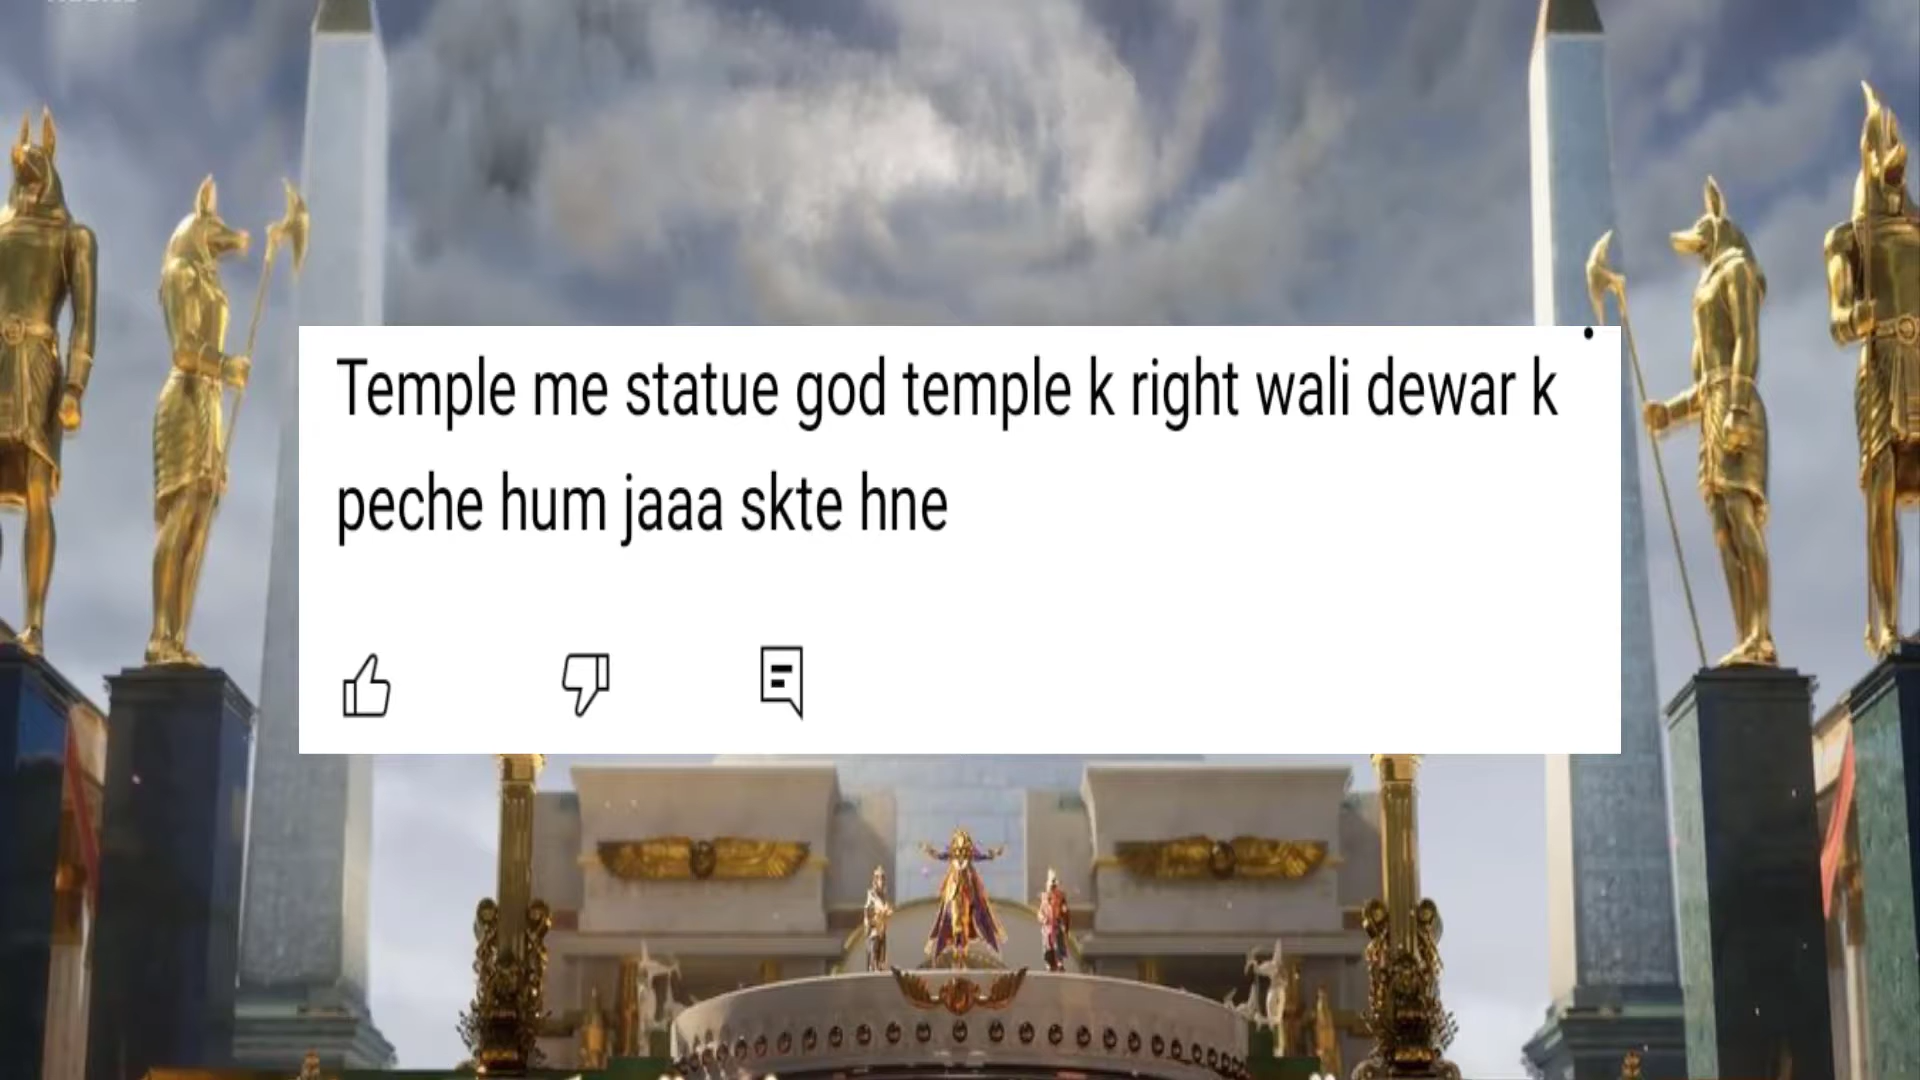 Temple me statue god temple k right wali dewar k
peche hum jaaa skte hne